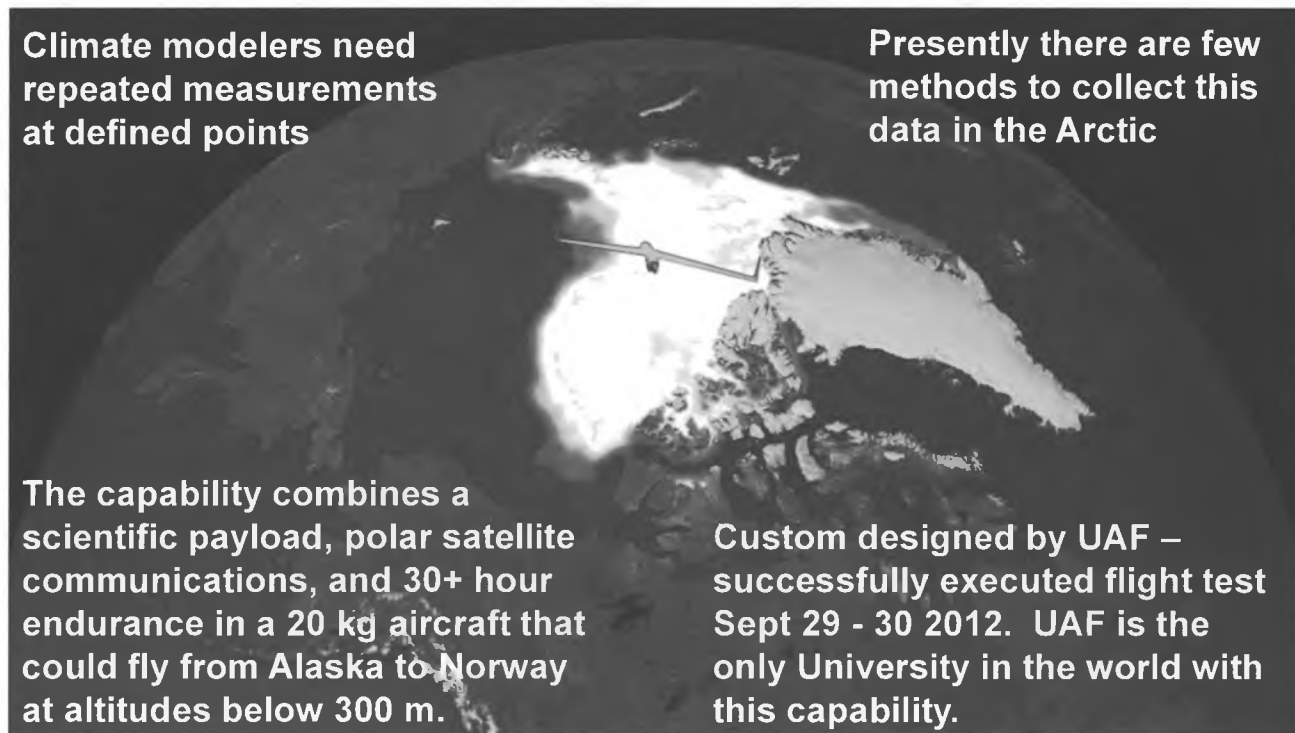 Climate modelers need
repeated measurements
at defined points
Presently there are few
methods to collect this
data in the Arctic
The capability combines a
scientific payload, polar satellite
communications, and 30+ hour
endurance in a 20 kg aircraft that
could fly from Alaska to Norway
at altitudes below 300 m.
Custom designed by UAF –
successfully executed flight test
Sept 29 - 30 2012.  UAF is the
only University in the world with
this capability.